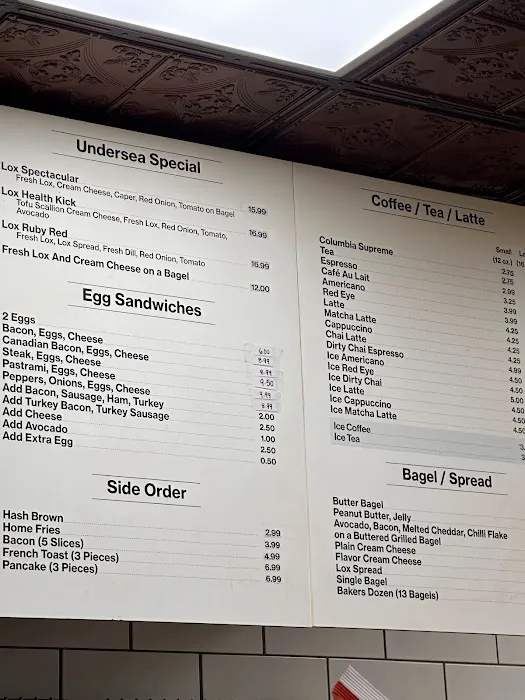 Undersea Special
Lox Spectacular
Fresh Lox, Cream Cheese, Caper, Red Onion, Tomato on Bagel 15.99
Lox Health Kick
Tofu Scallion Cream Cheese, Fresh Lox, Red Onion, Tomato,
Avocado 16.99
Lox Ruby Red
Fresh Lox, Lox Spread, Fresh Dill, Red Onion, Tomato 16.99
Fresh Lox And Cream Cheese on a Bagel 12.00
Egg Sandwiches
2 Eggs 6.00
Bacon, Eggs, Cheese
Canadian Bacon, Eggs, Cheese
Steak, Eggs, Cheese 9.50
Pastrami, Eggs, Cheese
Peppers, Onions, Eggs, Cheese
Add Bacon, Sausage, Ham, Turkey 2.00
Add Turkey Bacon, Turkey Sausage 2.50
Add Cheese 1.00
Add Avocado 2.50
Add Extra Egg 0.50
Side Order
Hash Brown 2.99
Home Fries 3.99
Bacon (5 Slices) 4.99
French Toast (3 Pieces) 6.99
Pancake (3 Pieces) 6.99
Coffee / Tea / Latte
Small
(12 oz.)
Columbia Supreme 2.75
Tea 2.75
Espresso 2.99
Café Au Lait 3.25
Americano 3.99
Red Eye 3.99
Latte 4.25
Matcha Latte 4.25
Cappuccino 4.25
Chai Latte 4.25
Dirty Chai Espresso 4.99
Ice Americano 4.50
Ice Red Eye 4.50
Ice Dirty Chai 5.00
Ice Latte 4.50
Ice Cappuccino 4.50
Ice Matcha Latte 4.50
Ice Coffee
Ice Tea
Bagel / Spread
Butter Bagel
Peanut Butter, Jelly
Avocado, Bacon, Melted Cheddar, Chilli Flake
on a Buttered Grilled Bagel
Plain Cream Cheese
Flavor Cream Cheese
Lox Spread
Single Bagel
Bakers Dozen (13 Bagels)